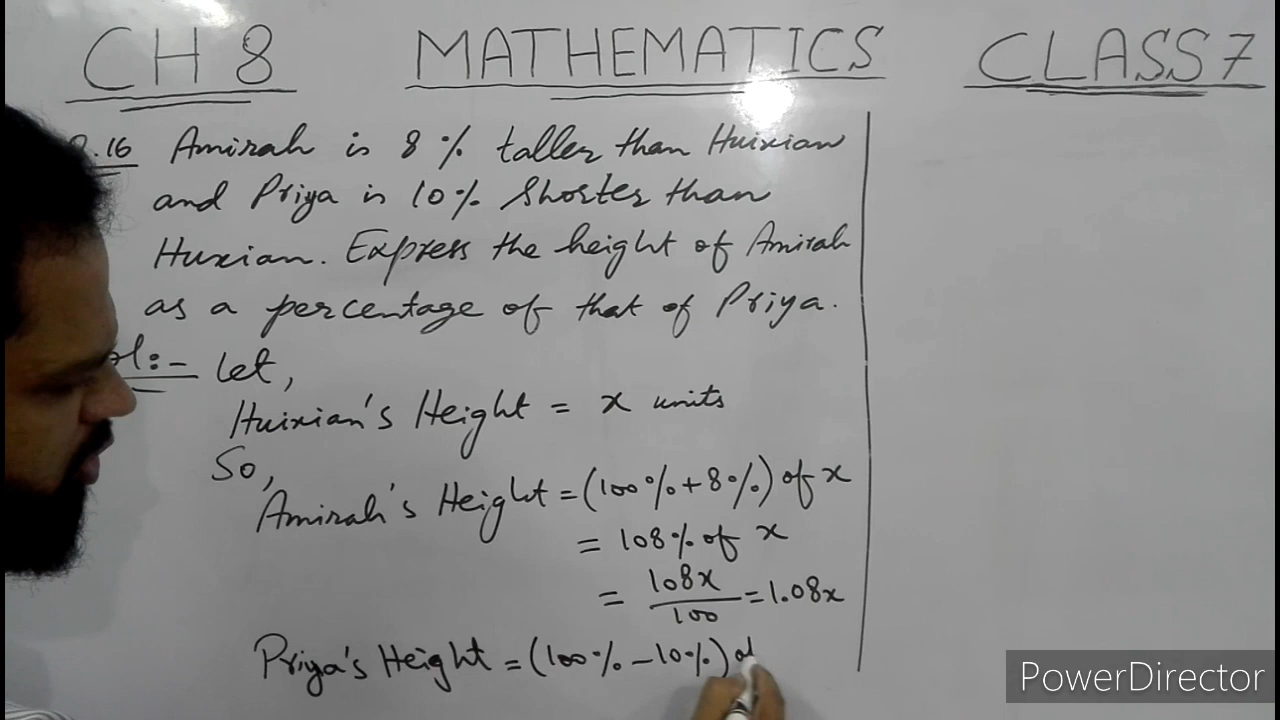 CH 8 MATHEMATICS CLASS 7
.16 Amirah is 8 % taller than Huixian
and Priya is 10% Shorter than
Huxian. Express the height of Amirah
as a percentage of that of Priya.
ol:- let,
Huixian's Height = x units
So,
Amirah's Height = (100% + 8%) of x
= 108% of x
= 108x/100 = 1.08x
Priya's Height = (100% - 10%) of
PowerDirector